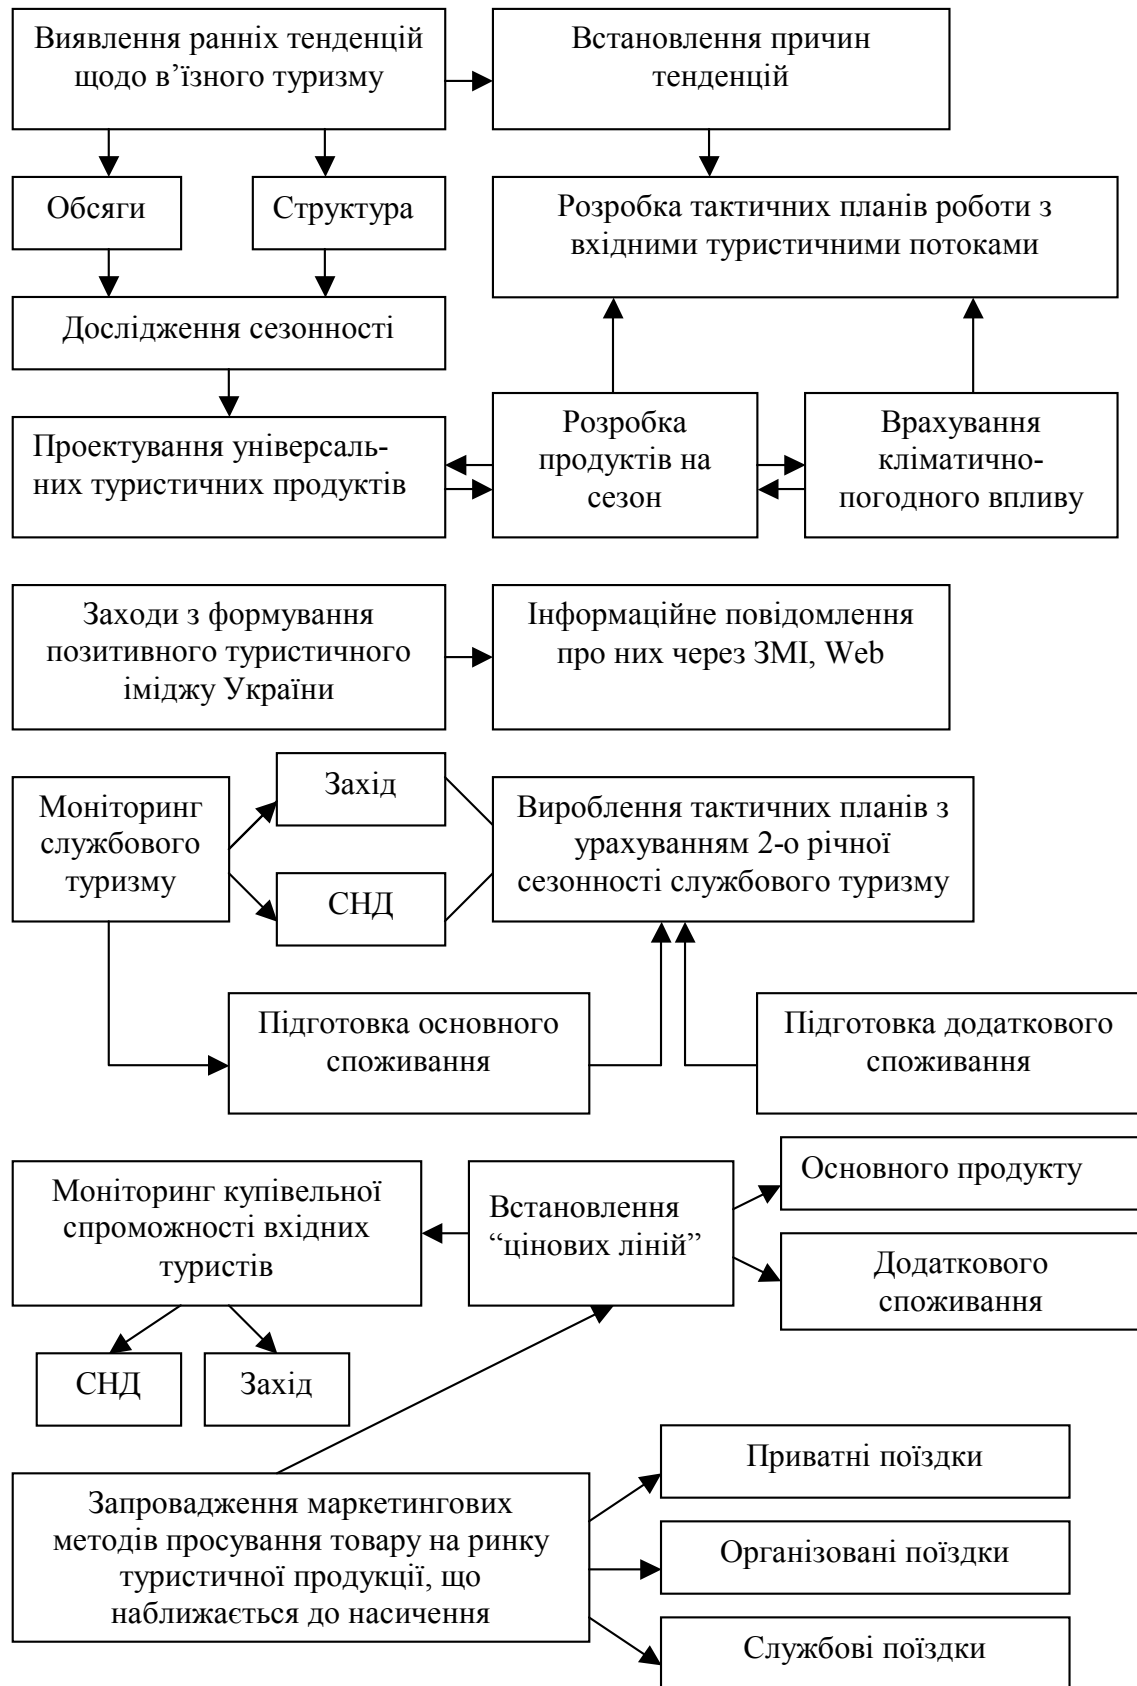 Виявлення ранніх тенденцій
щодо в’їзного туризму
Встановлення причин
тенденцій
Обсяги
Структура
Розробка тактичних планів роботи з
вхідними туристичними потоками
Дослідження сезонності
Проектування універсаль-
них туристичних продуктів
Розробка
продуктів на
сезон
Врахування
кліматично-
погодного впливу
Заходи з формування
позитивного туристичного
іміджу України
Інформаційне повідомлення
про них через ЗМІ, Web
Моніторинг
службового
туризму
Захід
СНД
Вироблення тактичних планів з
урахуванням 2-о річної
сезонності службового туризму
Підготовка основного
споживання
Підготовка додаткового
споживання
Моніторинг купівельної
спроможності вхідних
туристів
Встановлення
“цінових ліній”
Основного продукту
Додаткового
споживання
СНД
Захід
Запровадження маркетингових
методів просування товару на ринку
туристичної продукції, що
наближається до насичення
Приватні поїздки
Організовані поїздки
Службові поїздки